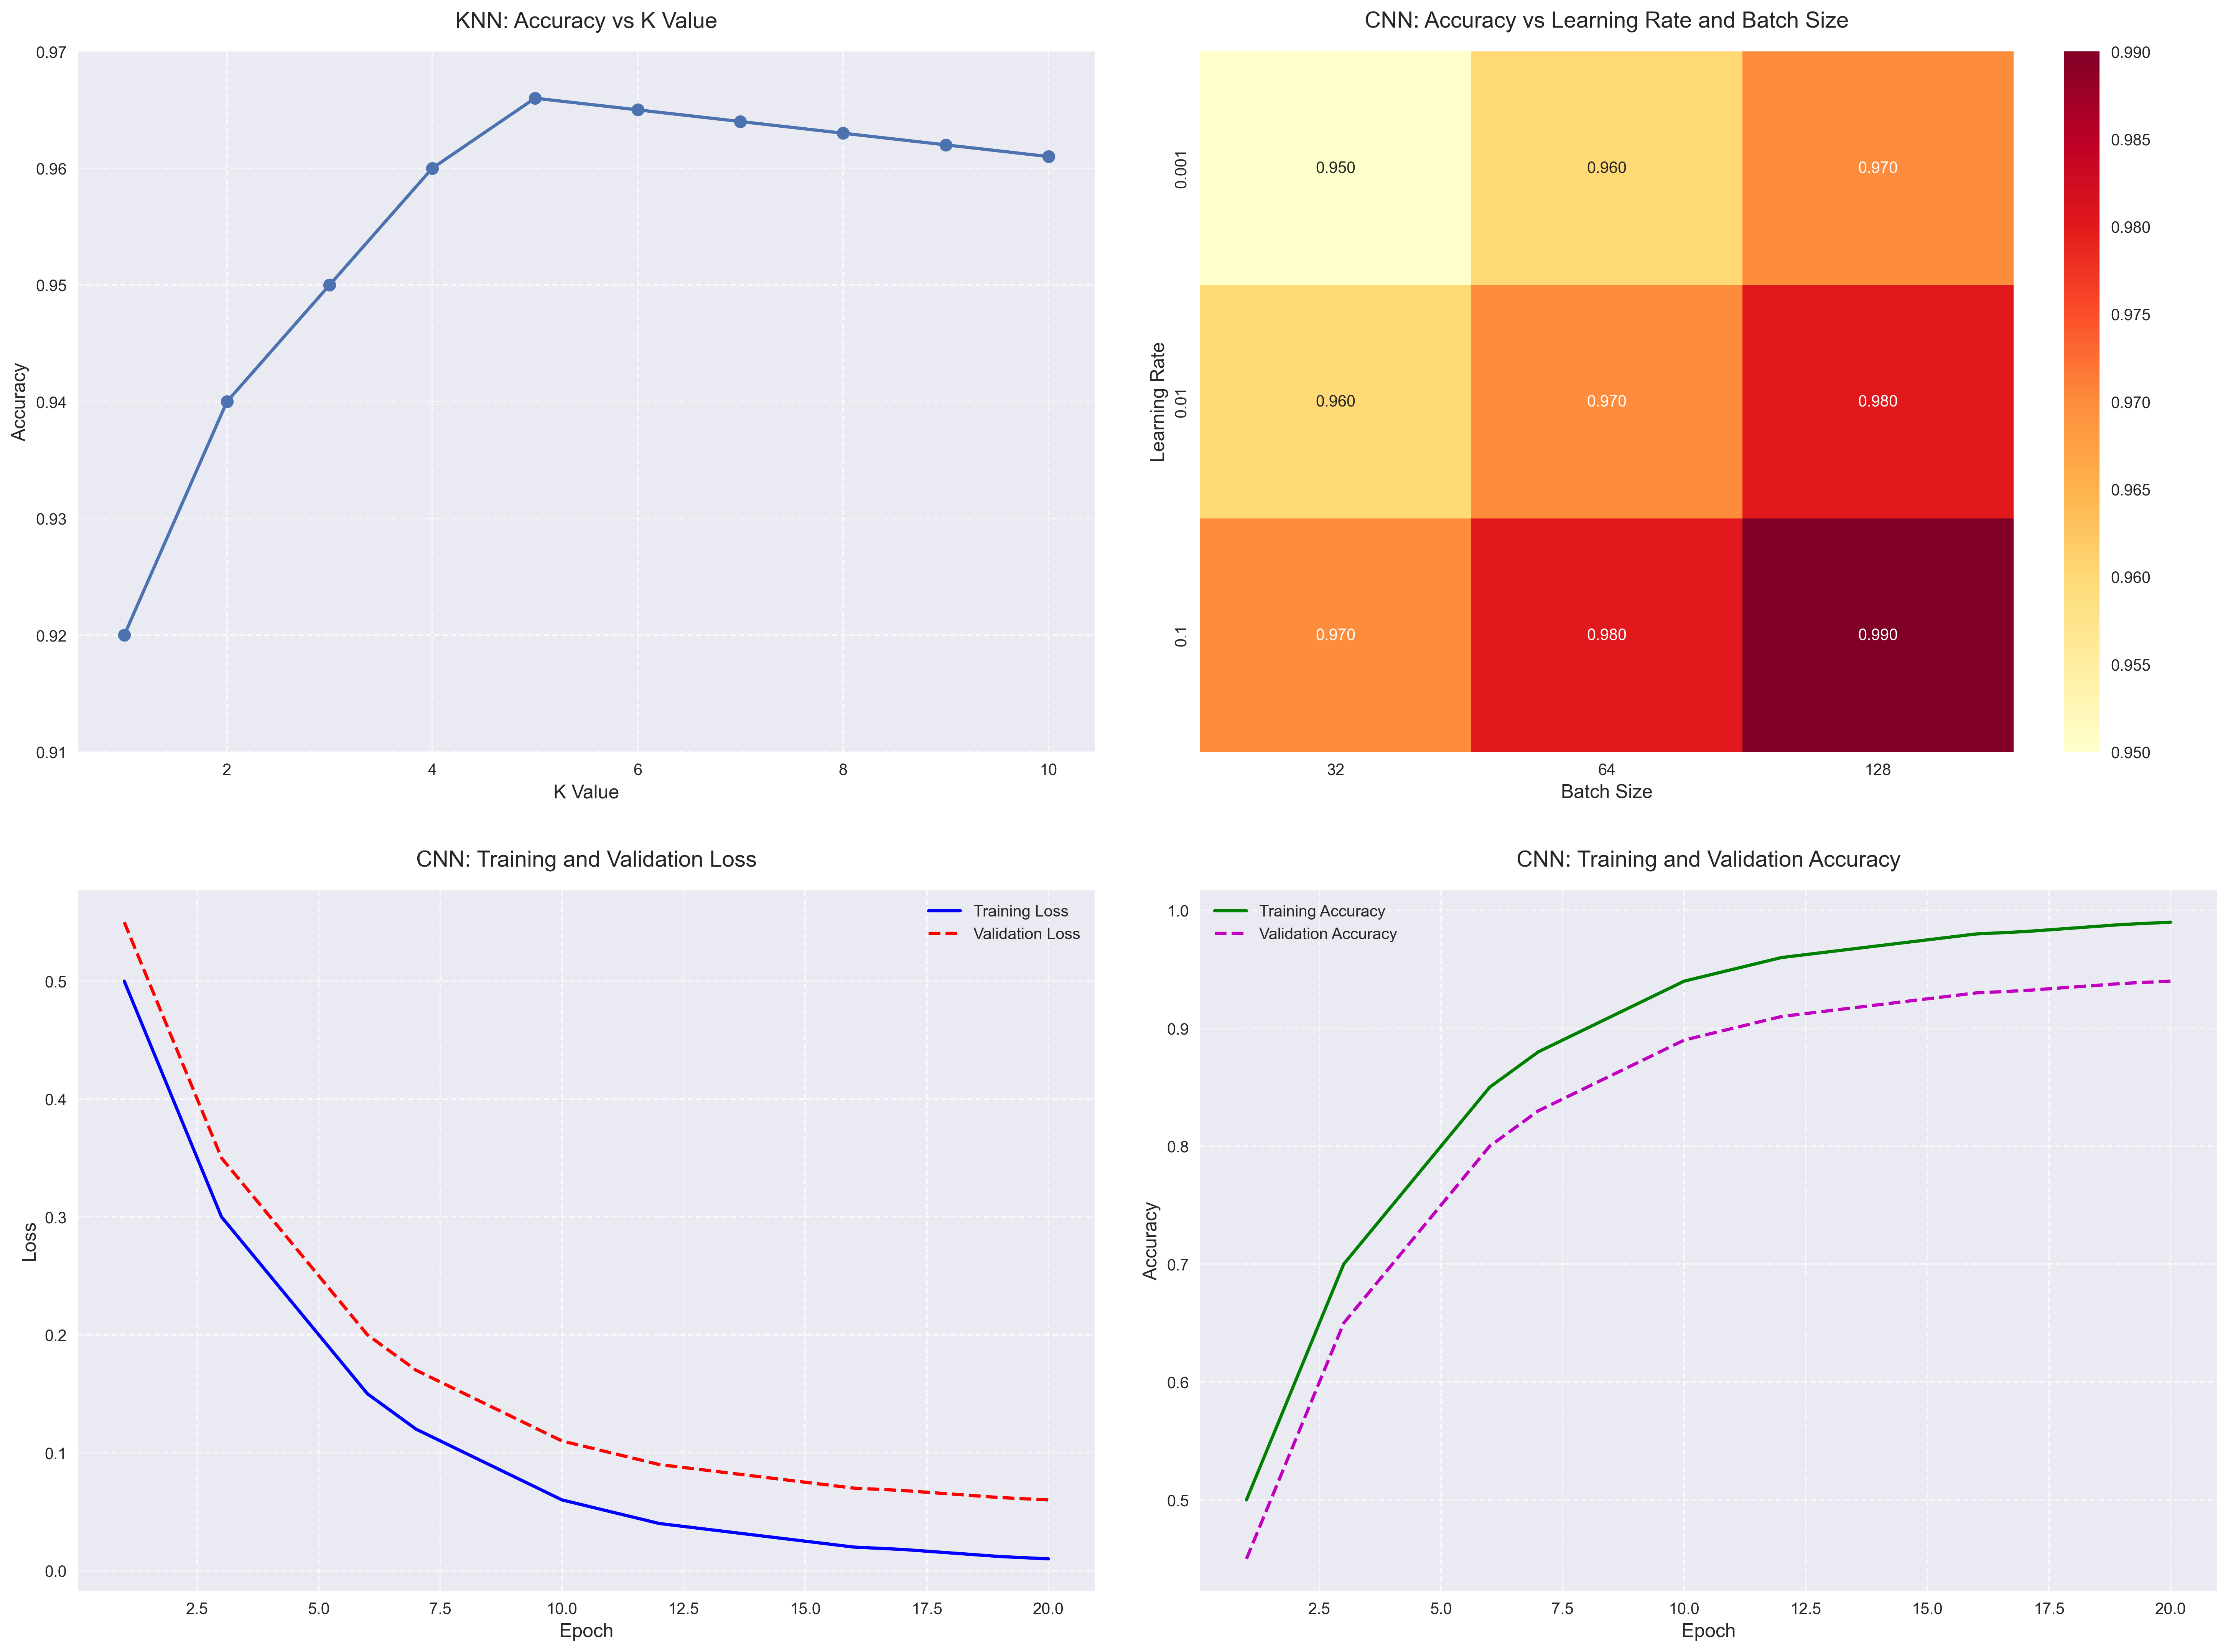 KNN: Accuracy vs K Value
0.97
0.96
0.95
0.94
0.93
0.92
0.91
Accuracy
2 4 6 8 10
K Value
CNN: Accuracy vs Learning Rate and Batch Size
Learning Rate
0.001
0.950 0.960 0.970
0.01
0.960 0.970 0.980
0.1
0.970 0.980 0.990
32 64 128
Batch Size
0.990
0.985
0.980
0.975
0.970
0.965
0.960
0.955
0.950
CNN: Training and Validation Loss
Training Loss
Validation Loss
0.5
0.4
0.3
0.2
0.1
0.0
Loss
2.5 5.0 7.5 10.0 12.5 15.0 17.5 20.0
Epoch
CNN: Training and Validation Accuracy
Training Accuracy
Validation Accuracy
1.0
0.9
0.8
0.7
0.6
0.5
Accuracy
2.5 5.0 7.5 10.0 12.5 15.0 17.5 20.0
Epoch